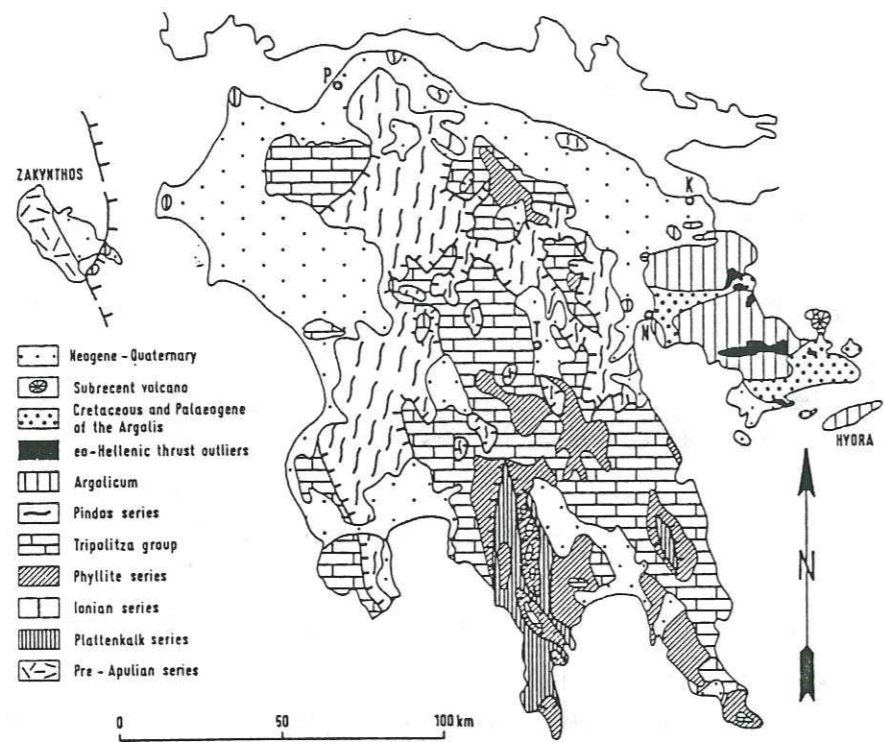 P
ZAKYNTHOS
K
N
T
HYDRA
Neogene - Quaternary
Subrecent volcano
Cretaceous and Palaeogene
of the Argolis
eo-Hellenic thrust outliers
Argolicum
Pindos series
Tripolitza group
Phyllite series
Ionian series
Plattenkalk series
Pre - Apulian series
N
0 50 100 km